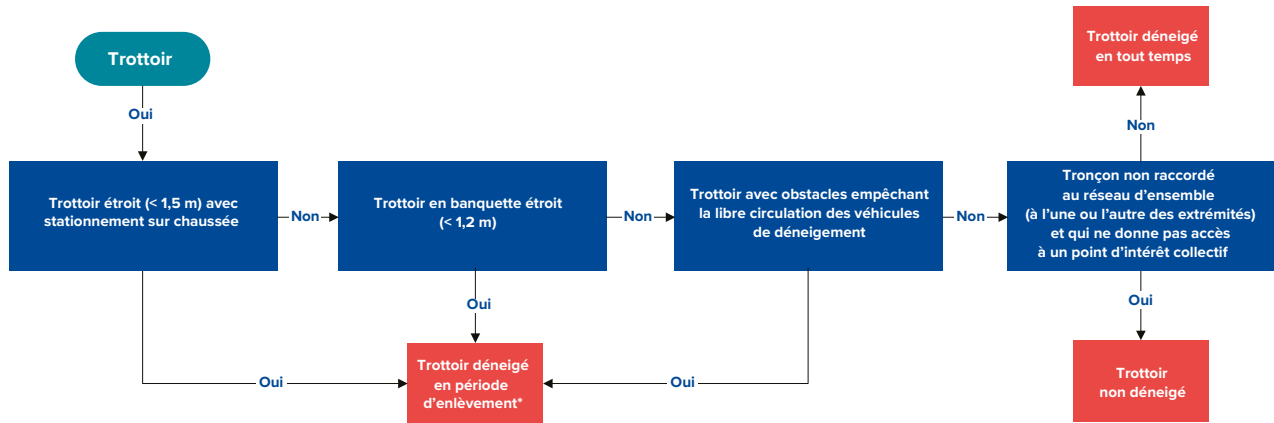 Trottoir
Oui
Trottoir étroit (< 1,5 m) avec
stationnement sur chaussée
Non
Trottoir en banquette étroit
(< 1,2 m)
Non
Trottoir avec obstacles empêchant
la libre circulation des véhicules
de déneigement
Non
Tronçon non raccordé
au réseau d'ensemble
(à l'une ou l'autre des extrémités)
et qui ne donne pas accès
à un point d'intérêt collectif
Non
Trottoir déneigé
en tout temps
Oui
Oui
Oui
Trottoir déneigé
en période
d'enlèvement*
Oui
Trottoir
non déneigé